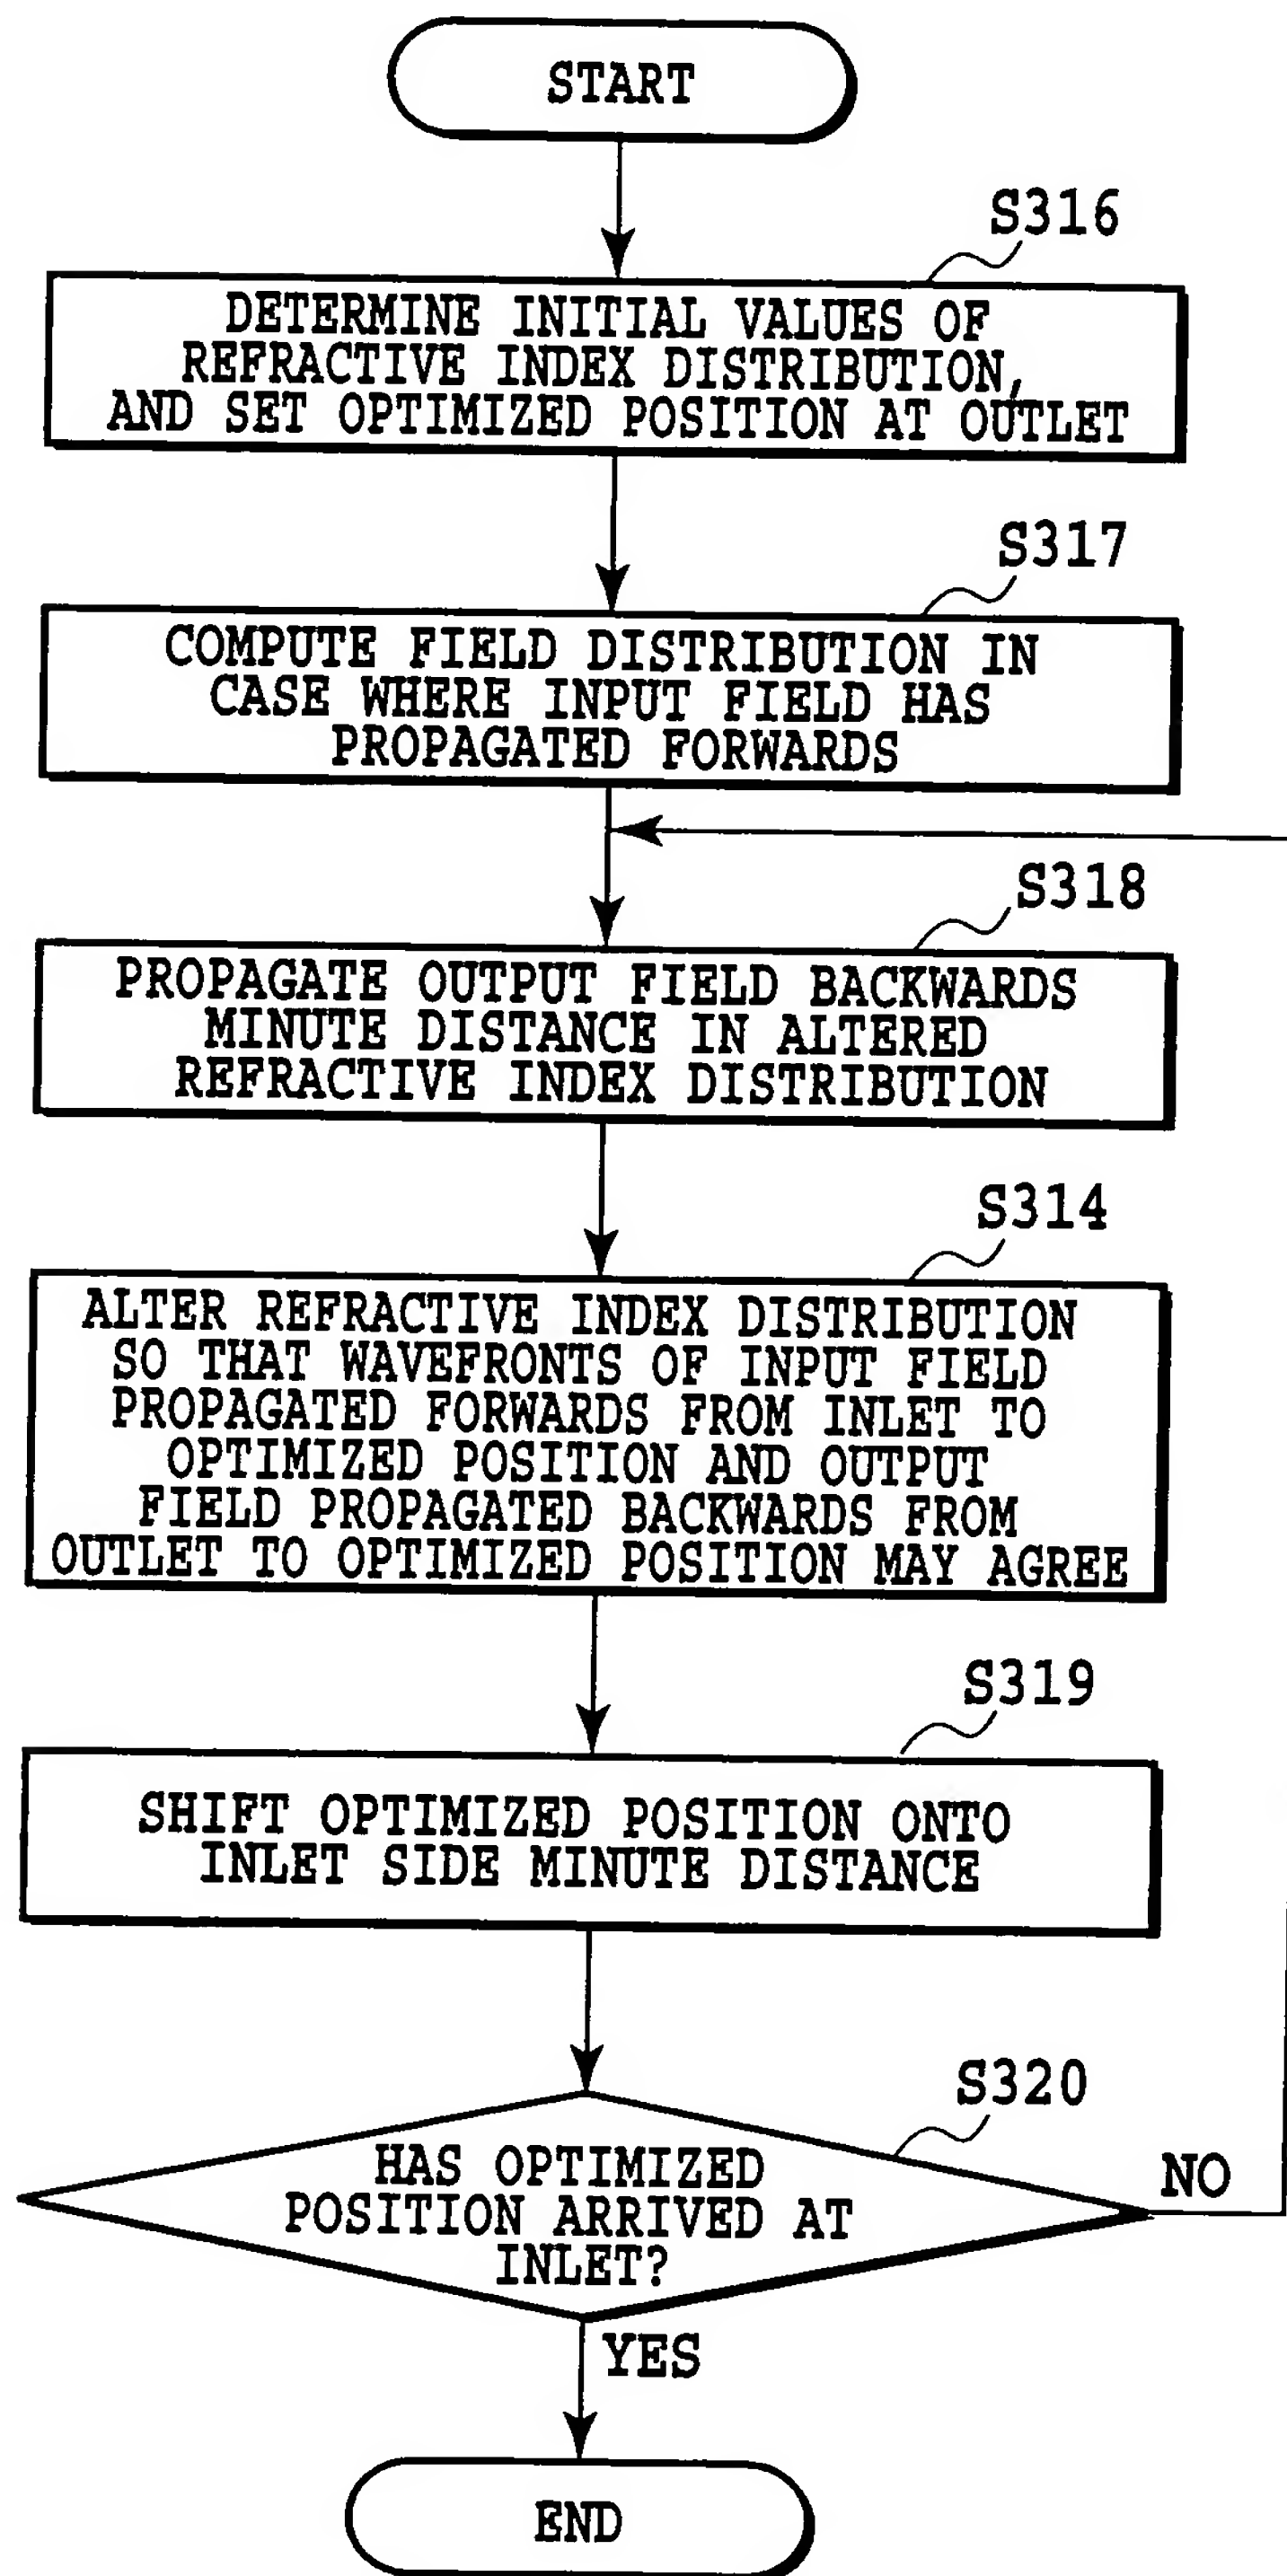 START
S316
DETERMINE INITIAL VALUES OF
REFRACTIVE INDEX DISTRIBUTION,
AND SET OPTIMIZED POSITION AT OUTLET
S317
COMPUTE FIELD DISTRIBUTION IN
CASE WHERE INPUT FIELD HAS
PROPAGATED FORWARDS
S318
PROPAGATE OUTPUT FIELD BACKWARDS
MINUTE DISTANCE IN ALTERED
REFRACTIVE INDEX DISTRIBUTION
S314
ALTER REFRACTIVE INDEX DISTRIBUTION
SO THAT WAVEFRONTS OF INPUT FIELD
PROPAGATED FORWARDS FROM INLET TO
OPTIMIZED POSITION AND OUTPUT
FIELD PROPAGATED BACKWARDS FROM
OUTLET TO OPTIMIZED POSITION MAY AGREE
S319
SHIFT OPTIMIZED POSITION ONTO
INLET SIDE MINUTE DISTANCE
S320
HAS OPTIMIZED
POSITION ARRIVED AT
INLET?
NO
YES
END